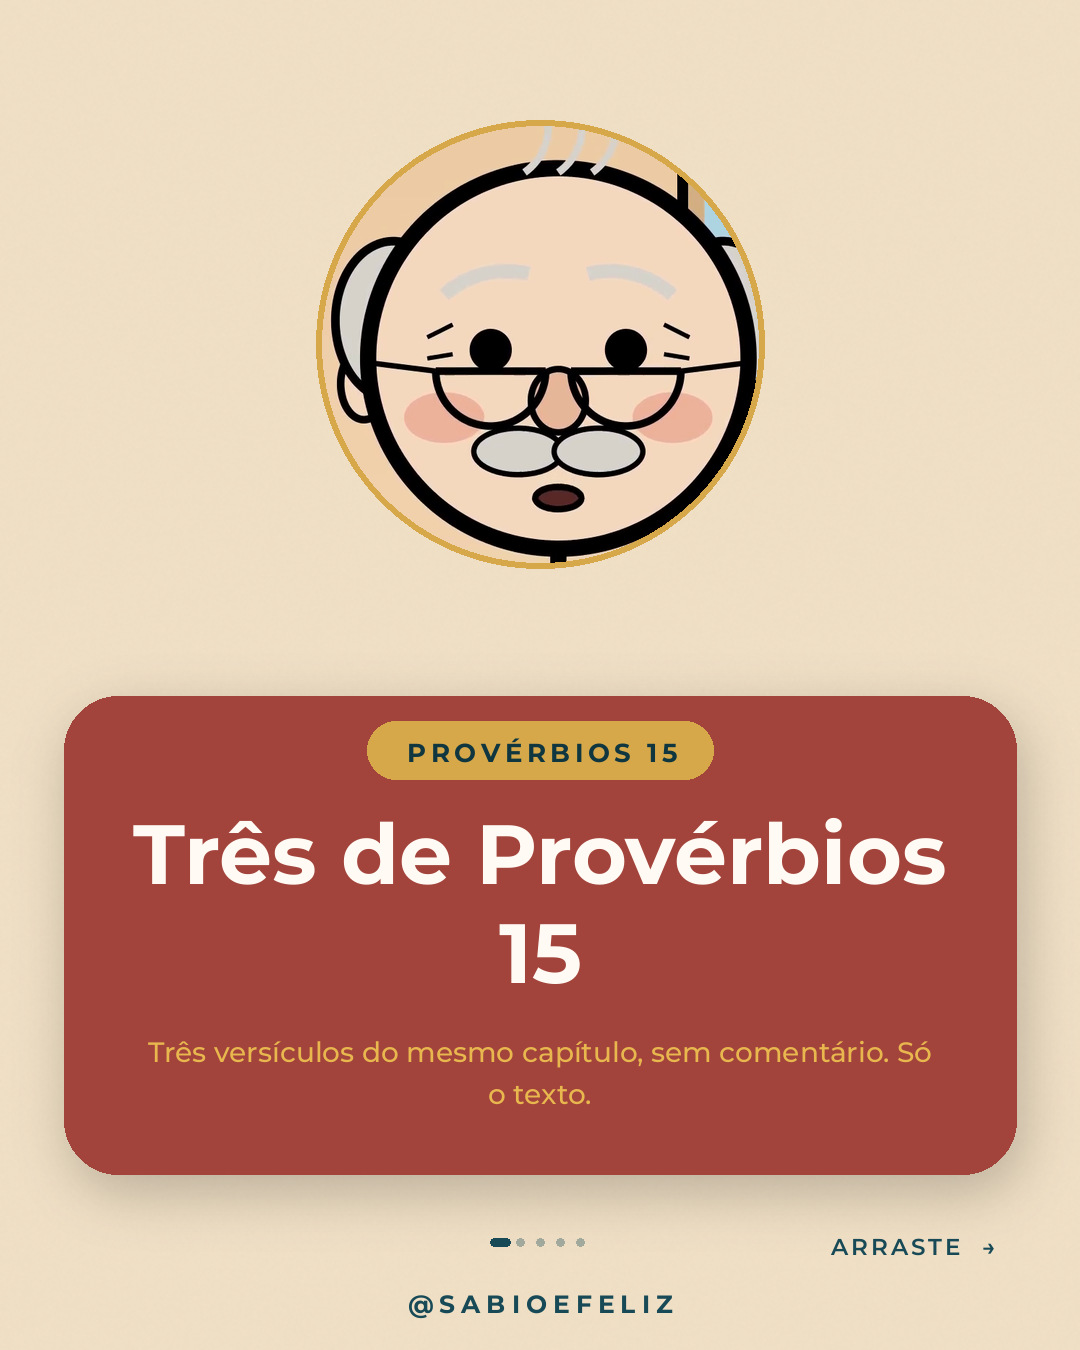 PROVÉRBIOS 15
Três de Provérbios
15
Três versículos do mesmo capítulo, sem comentário. Só
o texto.
ARRASTE →
@SABIOEFELIZ